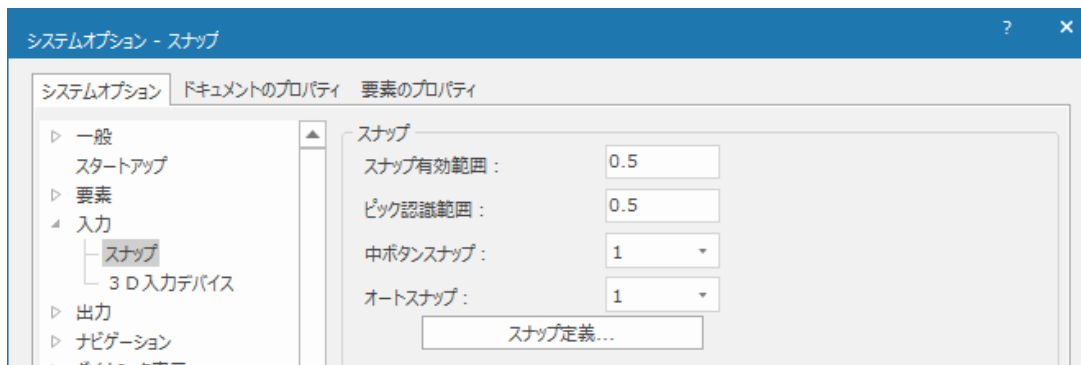 システムオプション - スナップ
? ×
システムオプション ドキュメントのプロパティ 要素のプロパティ
一般
スタートアップ
要素
入力
スナップ
3D入力デバイス
出力
ナビゲーション
スナップ
スナップ有効範囲: 0.5
ピック認識範囲: 0.5
中ボタンスナップ: 1
オートスナップ: 1
スナップ定義...